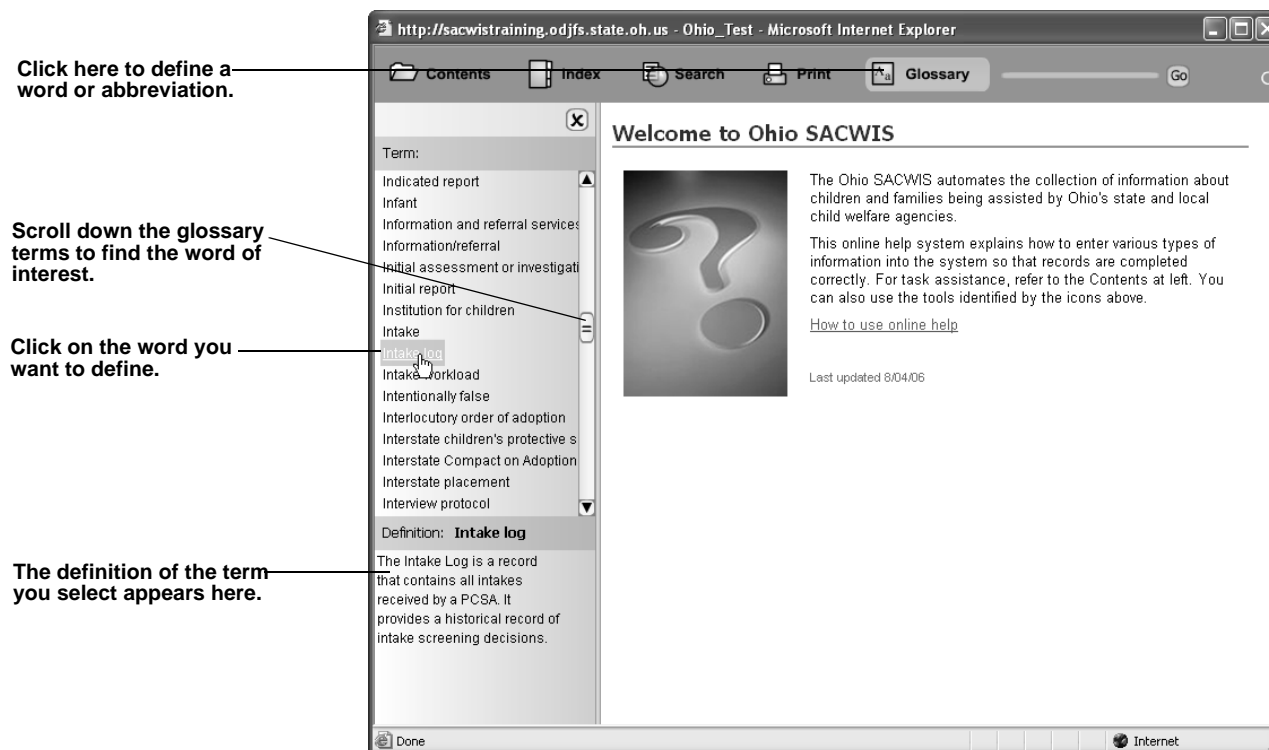 http://sacwistraining.odjfs.state.oh.us - Ohio_Test - Microsoft Internet Explorer
Contents
Index
Search
Print
Glossary
Go
Click here to define a
word or abbreviation.
Term:
Indicated report
Infant
Information and referral services
Information/referral
Initial assessment or investigati
Initial report
Institution for children
Intake
Intake log
Intake workload
Intentionally false
Interlocutory order of adoption
Interstate children's protective s
Interstate Compact on Adoption
Interstate placement
Interview protocol
Scroll down the glossary
terms to find the word of
interest.
Click on the word you
want to define.
Definition: Intake log
The Intake Log is a record
that contains all intakes
received by a PCSA. It
provides a historical record of
intake screening decisions.
The definition of the term
you select appears here.
Welcome to Ohio SACWIS
The Ohio SACWIS automates the collection of information about
children and families being assisted by Ohio's state and local
child welfare agencies.
This online help system explains how to enter various types of
information into the system so that records are completed
correctly. For task assistance, refer to the Contents at left. You
can also use the tools identified by the icons above.
How to use online help
Last updated 8/04/06
Done
Internet